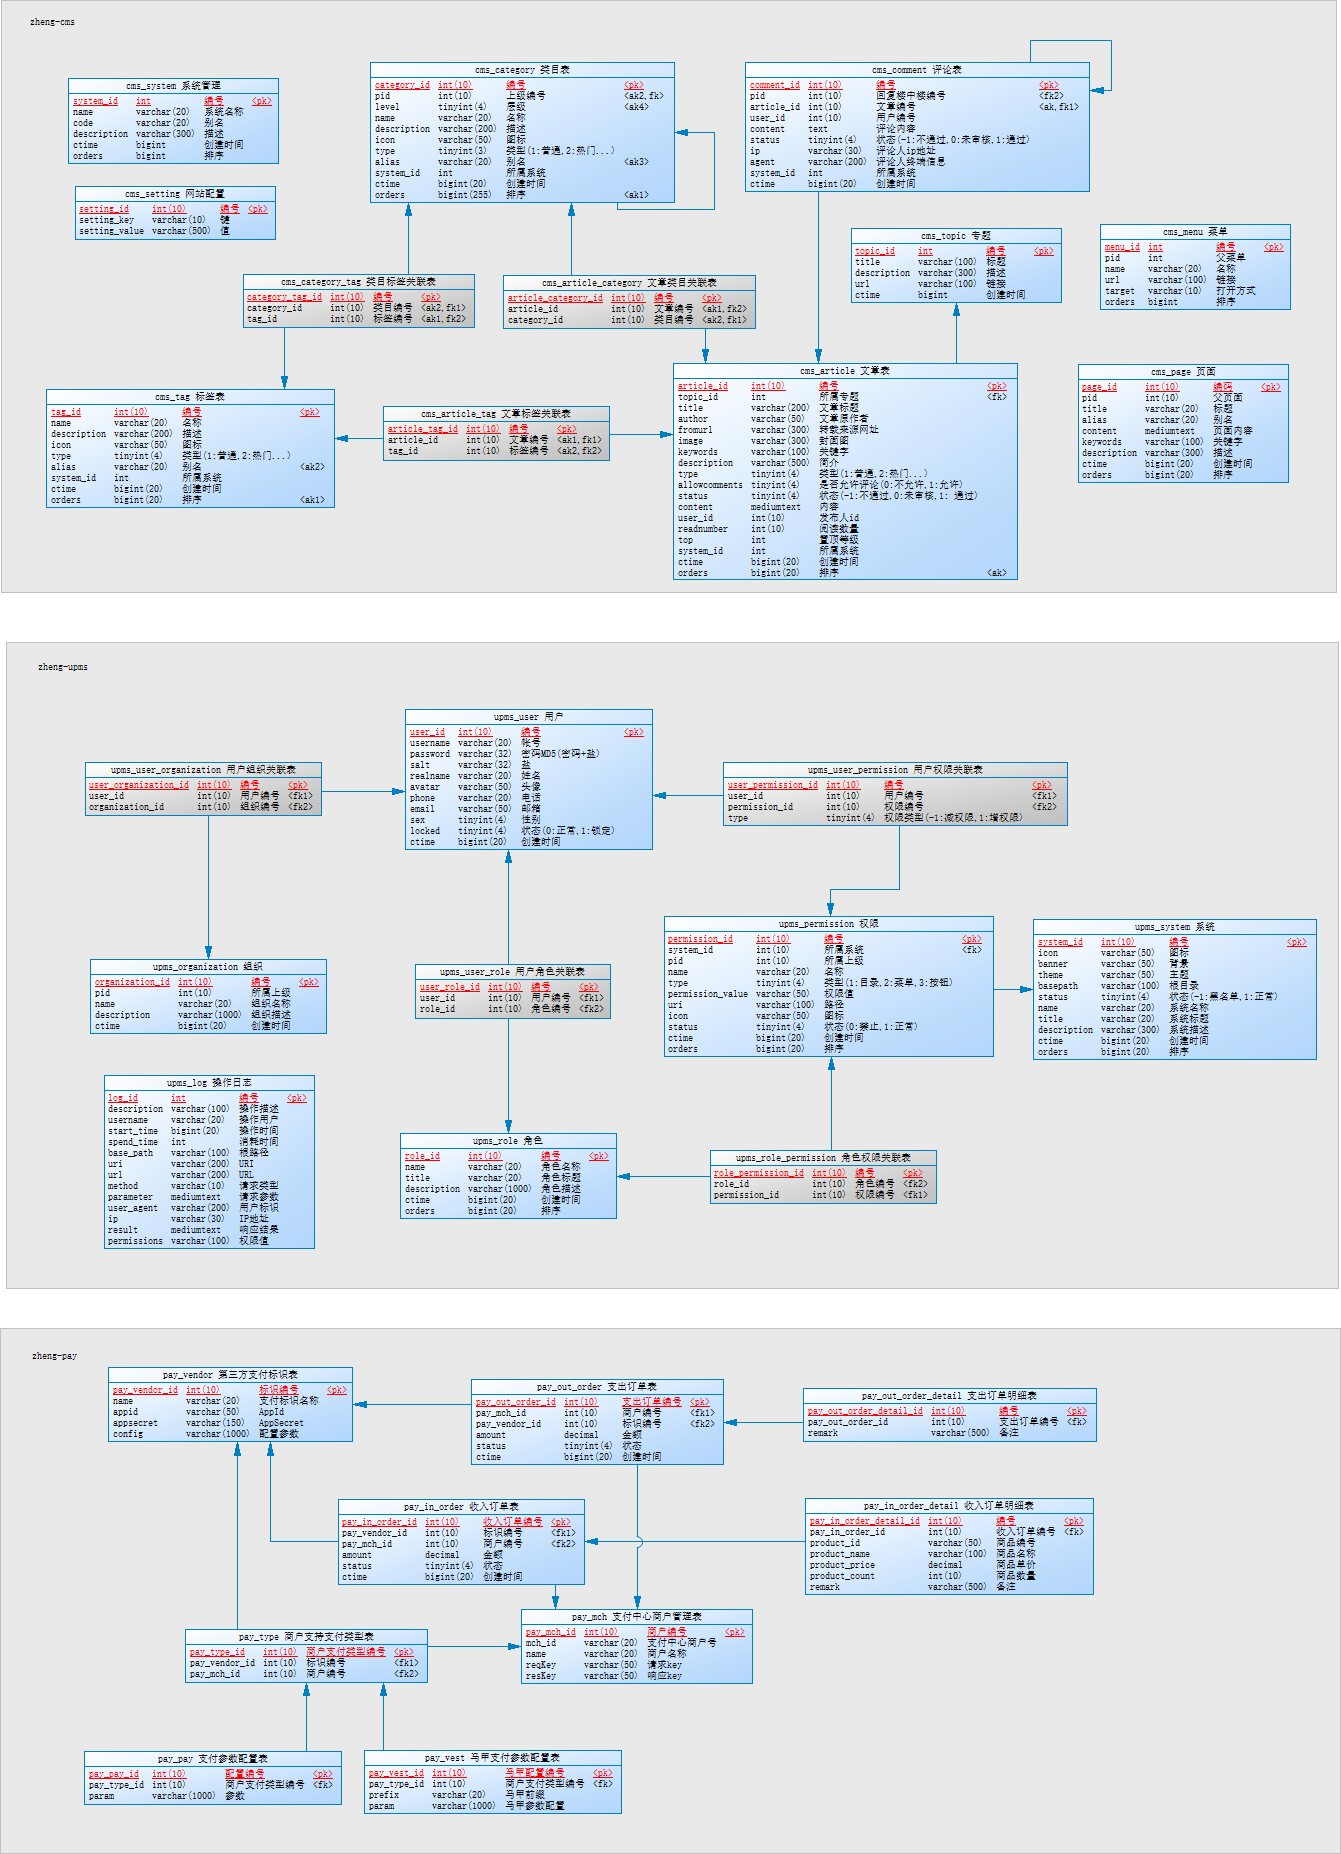 zheng-cms
cms_system 系统管理
system_id int 编号 <pk>
name varchar(20) 系统名称
code varchar(20) 别名
description varchar(300) 描述
ctime bigint 创建时间
orders bigint 排序
cms_setting 网站配置
setting_id int(10) 编号 <pk>
setting_key varchar(10) 键
setting_value varchar(500) 值
cms_category 类目表
category_id int(10) 编号 <pk>
pid int(10) 上级编号 <ak2,fk>
level tinyint(4) 层级 <ak4>
name varchar(20) 名称
description varchar(200) 描述
icon varchar(50) 图标
type tinyint(3) 类型(1:普通,2:热门...)
alias varchar(20) 别名 <ak3>
system_id int 所属系统
ctime bigint(20) 创建时间
orders bigint(255) 排序 <ak1>
cms_comment 评论表
comment_id int(10) 编号 <pk>
pid int(10) 回复楼中楼编号 <fk2>
article_id int(10) 文章编号 <ak,fk1>
user_id int(10) 用户编号
content text 评论内容
status tinyint(4) 状态(-1:不通过,0:未审核,1:通过)
ip varchar(30) 评论人ip地址
agent varchar(200) 评论人终端信息
system_id int 所属系统
ctime bigint(20) 创建时间
cms_topic 专题
topic_id int 编号 <pk>
title varchar(100) 标题
description varchar(300) 描述
url varchar(100) 链接
ctime bigint 创建时间
cms_menu 菜单
menu_id int 编号 <pk>
pid int 父菜单
name varchar(20) 名称
url varchar(100) 链接
target varchar(10) 打开方式
orders bigint 排序
cms_category_tag 类目标签关联表
category_tag_id int(10) 编号 <pk>
category_id int(10) 类目编号 <ak2,fk1>
tag_id int(10) 标签编号 <ak1,fk2>
cms_article_category 文章类目关联表
article_category_id int(10) 编号 <pk>
article_id int(10) 文章编号 <ak1,fk2>
category_id int(10) 类目编号 <ak2,fk1>
cms_tag 标签表
tag_id int(10) 编号 <pk>
name varchar(20) 名称
description varchar(200) 描述
icon varchar(50) 图标
type tinyint(4) 类型(1:普通,2:热门...)
alias varchar(20) 别名 <ak2>
system_id int 所属系统
ctime bigint(20) 创建时间
orders bigint(20) 排序 <ak1>
cms_article_tag 文章标签关联表
article_tag_id int(10) 编号 <pk>
article_id int(10) 文章编号 <ak1,fk1>
tag_id int(10) 标签编号 <ak2,fk2>
cms_article 文章表
article_id int(10) 编号 <pk>
topic_id int 所属专题 <fk>
title varchar(200) 文章标题
author varchar(50) 文章原作者
fromurl varchar(300) 转载来源网址
image varchar(300) 封面图
keywords varchar(100) 关键字
description varchar(500) 简介
type tinyint(4) 类型(1:普通,2:热门...)
allowcomments tinyint(4) 是否允许评论(0:不允许,1:允许)
status tinyint(4) 状态(-1:不通过,0:未审核,1: 通过)
content mediumtext 内容
user_id int(10) 发布人id
readnumber int(10) 阅读数量
top int 置顶等级
system_id int 所属系统
ctime bigint(20) 创建时间
orders bigint(20) 排序 <ak>
cms_page 页面
page_id int(10) 编码 <pk>
pid int(10) 父页面
title varchar(20) 标题
alias varchar(20) 别名
content mediumtext 页面内容
keywords varchar(100) 关键字
description varchar(300) 描述
ctime bigint(20) 创建时间
orders bigint(20) 排序
zheng-upms
upms_user 用户
user_id int(10) 编号 <pk>
username varchar(20) 帐号
password varchar(32) 密码MD5(密码+盐)
salt varchar(32) 盐
realname varchar(20) 姓名
avatar varchar(50) 头像
phone varchar(20) 电话
email varchar(50) 邮箱
sex tinyint(4) 性别
locked tinyint(4) 状态(0:正常,1:锁定)
ctime bigint(20) 创建时间
upms_user_organization 用户组织关联表
user_organization_id int(10) 编号 <pk>
user_id int(10) 用户编号 <fk1>
organization_id int(10) 组织编号 <fk2>
upms_user_permission 用户权限关联表
user_permission_id int(10) 编号 <pk>
user_id int(10) 用户编号 <fk1>
permission_id int(10) 权限编号 <fk2>
type tinyint(4) 权限类型(-1:减权限,1:增权限)
upms_permission 权限
permission_id int(10) 编号 <pk>
system_id int(10) 所属系统 <fk>
pid int(10) 所属上级
name varchar(20) 名称
type tinyint(4) 类型(1:目录,2:菜单,3:按钮)
permission_value varchar(50) 权限值
uri varchar(100) 路径
icon varchar(50) 图标
status tinyint(4) 状态(0:禁止,1:正常)
ctime bigint(20) 创建时间
orders bigint(20) 排序
upms_system 系统
system_id int(10) 编号 <pk>
icon varchar(50) 图标
banner varchar(50) 背景
theme varchar(50) 主题
basepath varchar(100) 根目录
status tinyint(4) 状态(-1:黑名单,1:正常)
name varchar(20) 系统名称
title varchar(20) 系统标题
description varchar(300) 系统描述
ctime bigint(20) 创建时间
orders bigint(20) 排序
upms_organization 组织
organization_id int(10) 编号 <pk>
pid int(10) 所属上级
name varchar(20) 组织名称
description varchar(1000) 组织描述
ctime bigint(20) 创建时间
upms_user_role 用户角色关联表
user_role_id int(10) 编号 <pk>
user_id int(10) 用户编号 <fk1>
role_id int(10) 角色编号 <fk2>
upms_log 操作日志
log_id int 编号 <pk>
description varchar(100) 操作描述
username varchar(20) 操作用户
start_time bigint(20) 操作时间
spend_time int 消耗时间
base_path varchar(100) 根路径
uri varchar(200) URI
url varchar(200) URL
method varchar(10) 请求类型
parameter mediumtext 请求参数
user_agent varchar(200) 用户标识
ip varchar(30) IP地址
result mediumtext 响应结果
permissions varchar(100) 权限值
upms_role 角色
role_id int(10) 编号 <pk>
name varchar(20) 角色名称
title varchar(20) 角色标题
description varchar(1000) 角色描述
ctime bigint(20) 创建时间
orders bigint(20) 排序
upms_role_permission 角色权限关联表
role_permission_id int(10) 编号 <pk>
role_id int(10) 角色编号 <fk2>
permission_id int(10) 权限编号 <fk1>
zheng-pay
pay_vendor 第三方支付标识表
pay_vendor_id int(10) 标识编号 <pk>
name varchar(20) 支付标识名称
appid varchar(50) AppId
appsecret varchar(150) AppSecret
config varchar(1000) 配置参数
pay_out_order 支出订单表
pay_out_order_id int(10) 支出订单编号 <pk>
pay_mch_id int(10) 商户编号 <fk1>
pay_vendor_id int(10) 标识编号 <fk2>
amount decimal 金额
status tinyint(4) 状态
ctime bigint(20) 创建时间
pay_out_order_detail 支出订单明细表
pay_out_order_detail_id int(10) 编号 <pk>
pay_out_order_id int(10) 支出订单编号 <fk>
remark varchar(500) 备注
pay_in_order 收入订单表
pay_in_order_id int(10) 收入订单编号 <pk>
pay_vendor_id int(10) 标识编号 <fk1>
pay_mch_id int(10) 商户编号 <fk2>
amount decimal 金额
status tinyint(4) 状态
ctime bigint(20) 创建时间
pay_in_order_detail 收入订单明细表
pay_in_order_detail_id int(10) 编号 <pk>
pay_in_order_id int(10) 收入订单编号 <fk>
product_id varchar(50) 商品编号
product_name varchar(100) 商品名称
product_price decimal 商品单价
product_count int(10) 商品数量
remark varchar(500) 备注
pay_mch 支付中心商户管理表
pay_mch_id int(10) 商户编号 <pk>
mch_id varchar(20) 支付中心商户号
name varchar(20) 商户名称
reqKey varchar(50) 请求key
resKey varchar(50) 响应key
pay_type 商户支持支付类型表
pay_type_id int(10) 商户支付类型编号 <pk>
pay_vendor_id int(10) 标识编号 <fk1>
pay_mch_id int(10) 商户编号 <fk2>
pay_pay 支付参数配置表
pay_pay_id int(10) 配置编号 <pk>
pay_type_id int(10) 商户支付类型编号 <fk>
param varchar(1000) 参数
pay_vest 马甲支付参数配置表
pay_vest_id int(10) 马甲配置编号 <pk>
pay_type_id int(10) 商户支付类型编号 <fk>
prefix varchar(20) 马甲前缀
param varchar(1000) 马甲参数配置